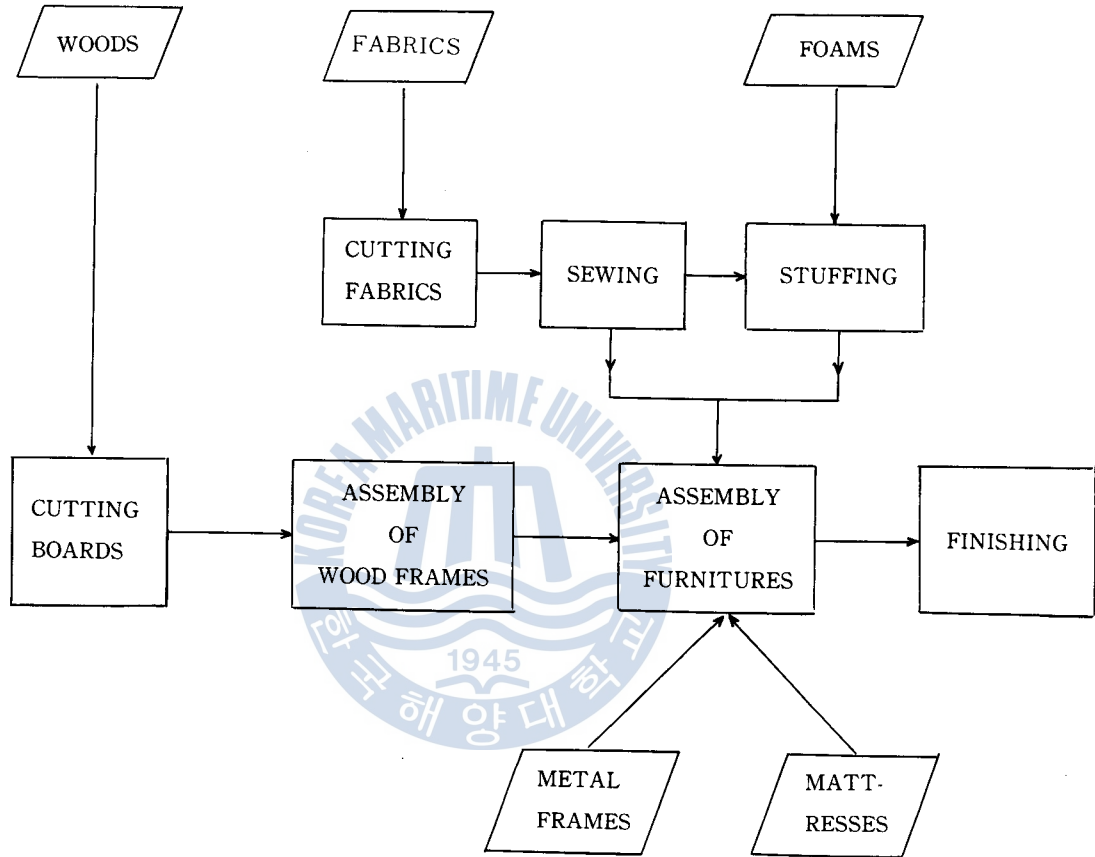 WOODS
FABRICS
FOAMS
CUTTING
FABRICS
SEWING
STUFFING
CUTTING
BOARDS
ASSEMBLY
OF
WOOD FRAMES
ASSEMBLY
OF
FURNITURES
FINISHING
METAL
FRAMES
MATT-
RESSES
KOREA MARITIME UNIVERSITY
1945
한국해양대학교